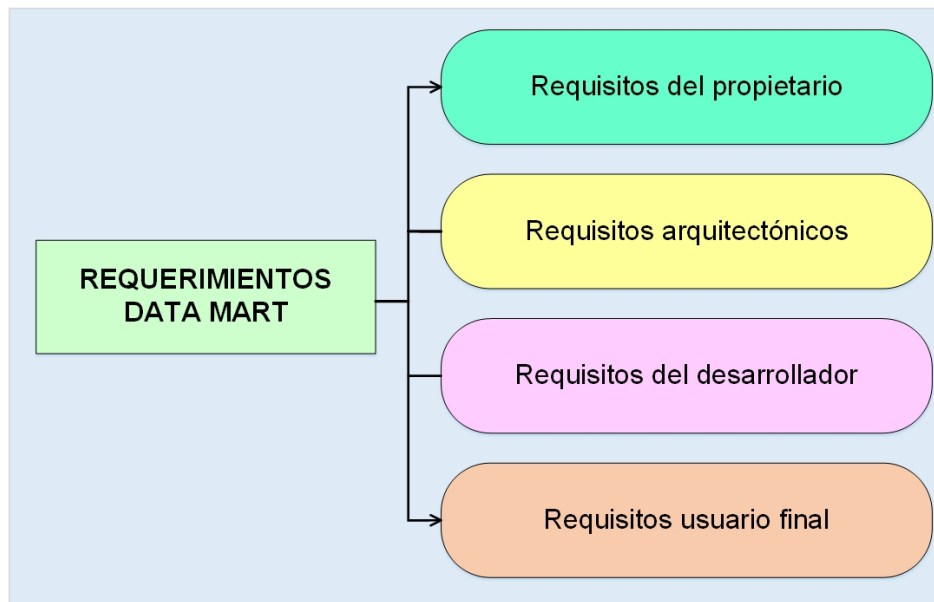 Requisitos del propietario
Requisitos arquitectónicos
REQUERIMIENTOS
DATA MART
Requisitos del desarrollador
Requisitos usuario final